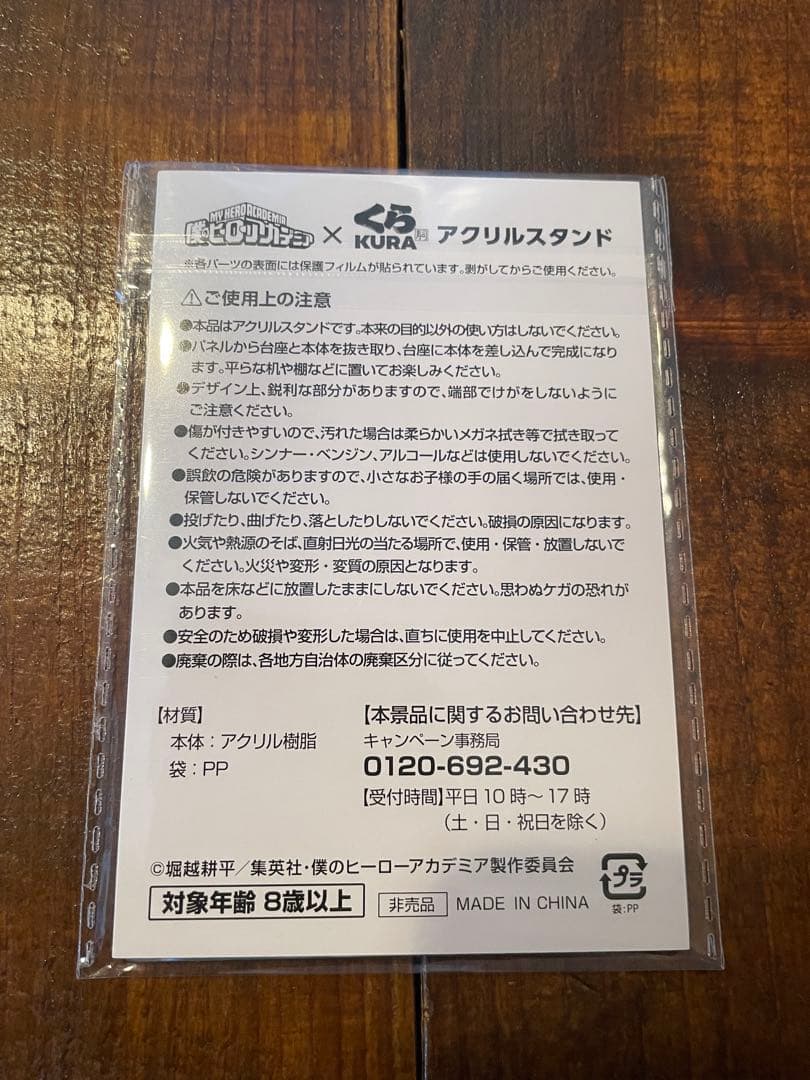 MY HERO ACADEMIA
僕のヒーローアカデミア × くら KURA アクリルスタンド
※各パーツの表面には保護フィルムが貼られています。剥がしてからご使用ください。
⚠ご使用上の注意
●本品はアクリルスタンドです。本来の目的以外の使い方はしないでください。
●パネルから台座と本体を抜き取り、台座に本体を差し込んで完成になり
ます。平らな机や棚などに置いてお楽しみください。
●デザイン上、鋭利な部分がありますので、端部でけがをしないように
ご注意ください。
●傷が付きやすいので、汚れた場合は柔らかいメガネ拭き等で拭き取って
ください。シンナー・ベンジン、アルコールなどは使用しないでください。
●誤飲の危険がありますので、小さなお子様の手の届く場所では、使用・
保管しないでください。
●投げたり、曲げたり、落としたりしないでください。破損の原因になります。
●火気や熱源のそば、直射日光の当たる場所で、使用・保管・放置しないで
ください。火災や変形・変質の原因となります。
●本品を床などに放置したままにしないでください。思わぬケガの恐れが
あります。
●安全のため破損や変形した場合は、直ちに使用を中止してください。
●廃棄の際は、各地方自治体の廃棄区分に従ってください。
【材質】
本体：アクリル樹脂
袋：PP
【本景品に関するお問い合わせ先】
キャンペーン事務局
0120-692-430
【受付時間】平日10時～17時
（土・日・祝日を除く）
©堀越耕平／集英社・僕のヒーローアカデミア製作委員会
対象年齢 8歳以上 非売品 MADE IN CHINA
プラ
袋：PP